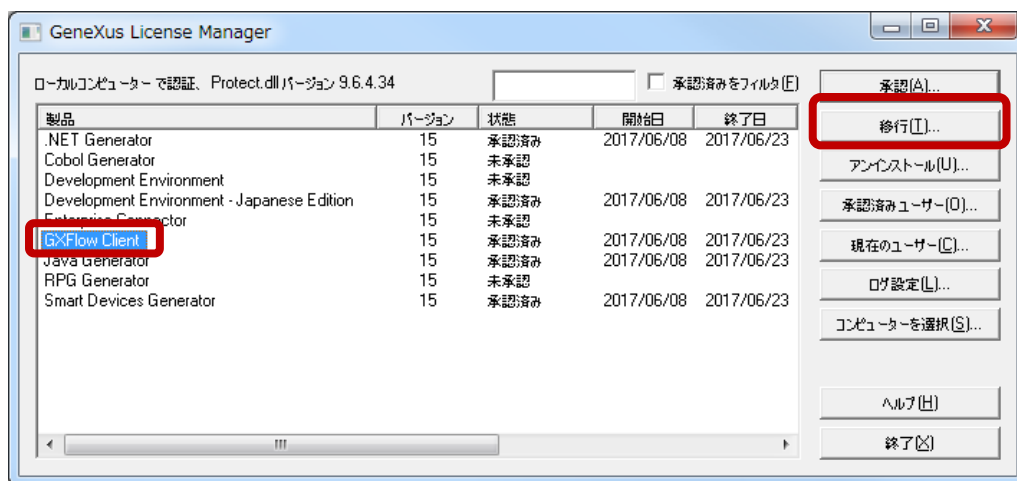 GeneXus License Manager
ローカルコンピューター で認証、Protect.dll バージョン 9.6.4.34
承認済みをフィルタ(F)
承認(A)...
製品 バージョン 状態 開始日 終了日
移行(T)...
.NET Generator 15 承認済み 2017/06/08 2017/06/23
Cobol Generator 15 未承認
アンインストール(U)...
Development Environment 15 未承認
Development Environment - Japanese Edition 15 承認済み 2017/06/08 2017/06/23
承認済みユーザー(O)...
Enterprise Connector 15 未承認
GXFlow Client 15 承認済み 2017/06/08 2017/06/23
現在のユーザー(C)...
Java Generator 15 承認済み 2017/06/08 2017/06/23
RPG Generator 15 未承認
ログ設定(L)...
Smart Devices Generator 15 承認済み 2017/06/08 2017/06/23
コンピューターを選択(S)...
ヘルプ(H)
終了(X)